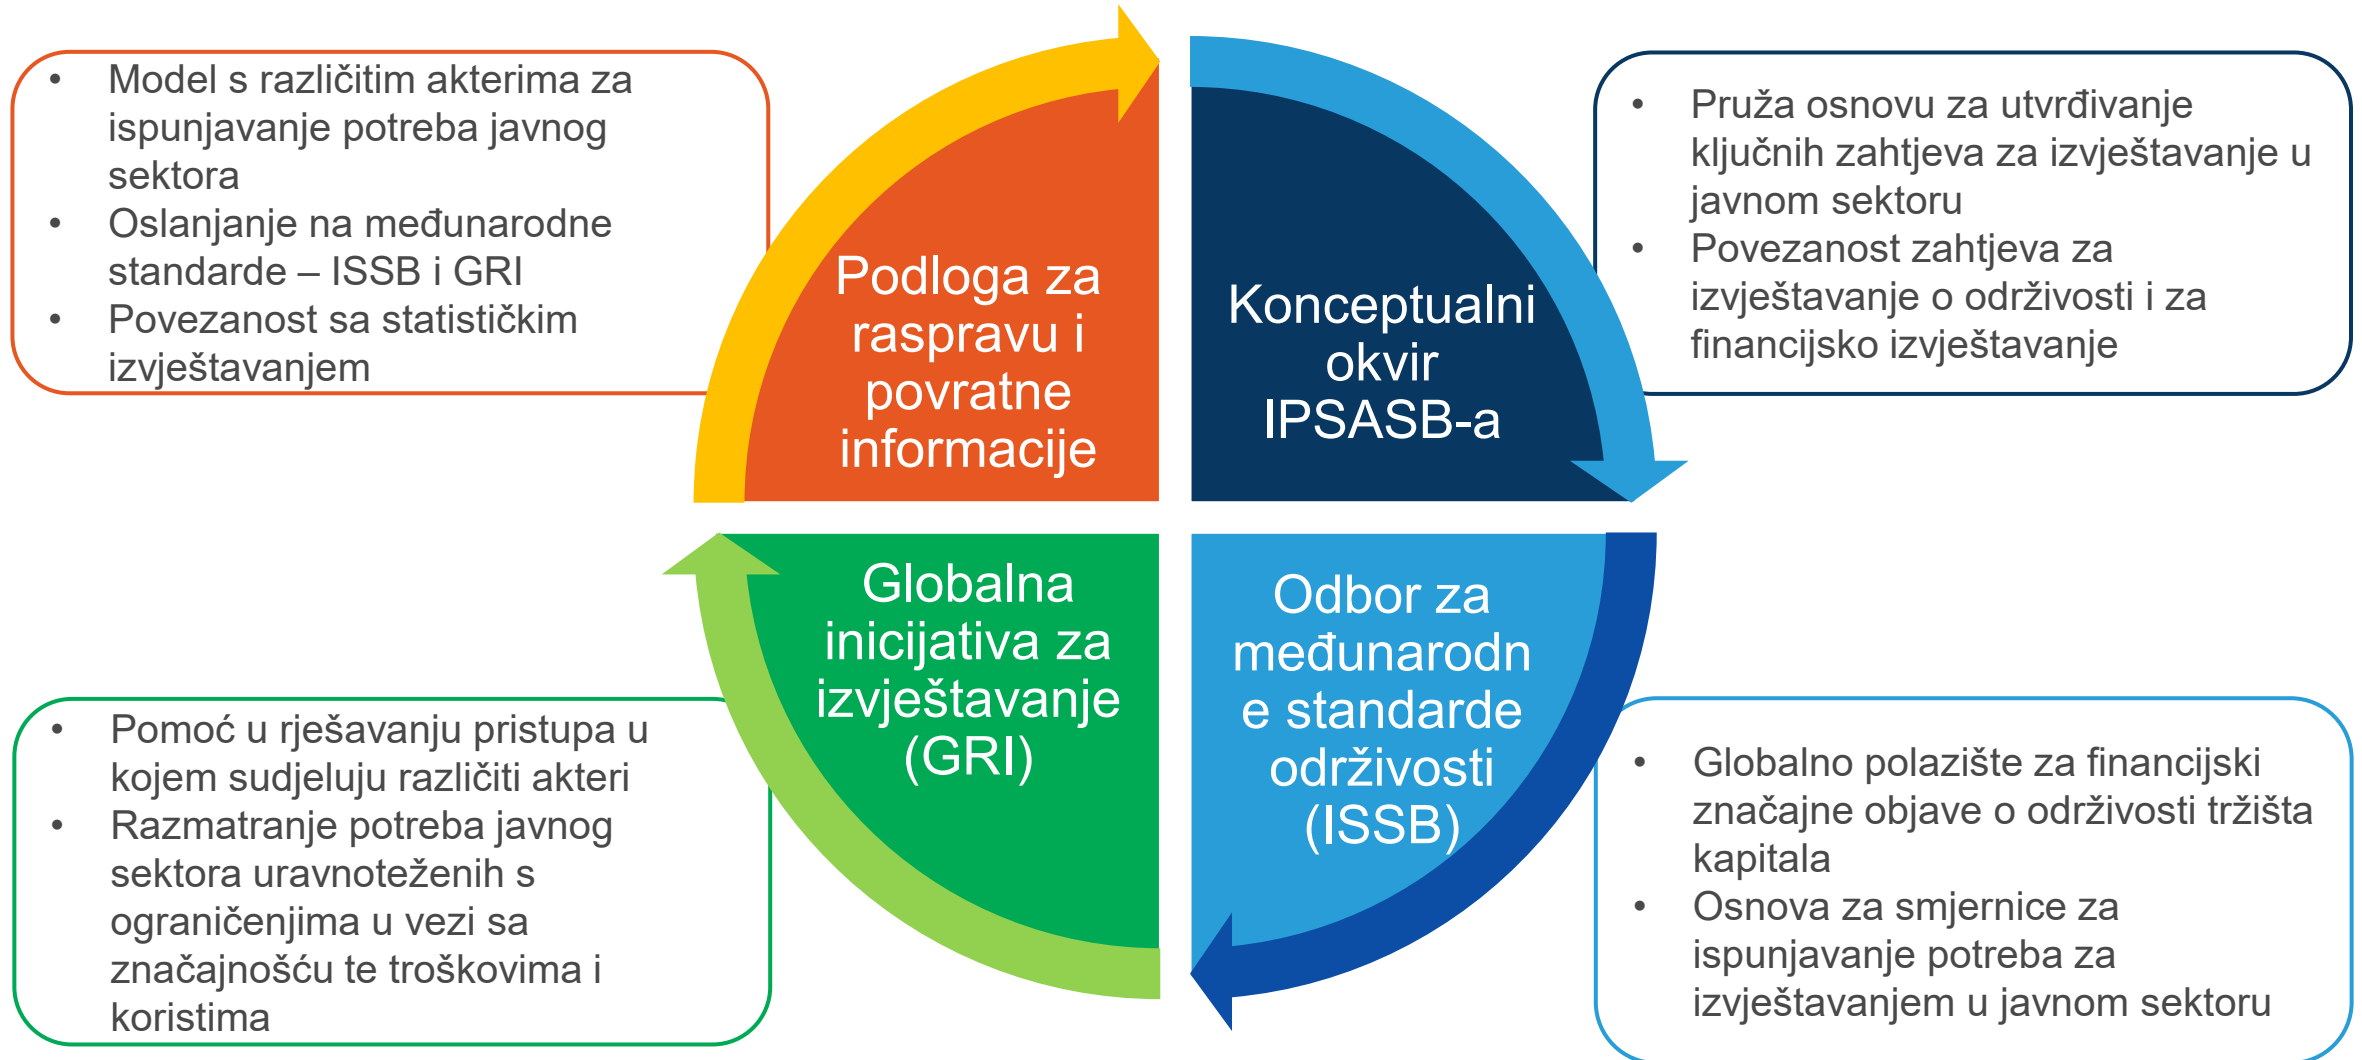 • Model s različitim akterima za
ispunjavanje potreba javnog
sektora
• Oslanjanje na međunarodne
standarde – ISSB i GRI
• Povezanost sa statističkim
izvještavanjem
Podloga za
raspravu i
povratne
informacije
Konceptualni
okvir
IPSASB-a
• Pruža osnovu za utvrđivanje
ključnih zahtjeva za izvještavanje u
javnom sektoru
• Povezanost zahtjeva za
izvještavanje o održivosti i za
financijsko izvještavanje
• Pomoć u rješavanju pristupa u
kojem sudjeluju različiti akteri
• Razmatranje potreba javnog
sektora uravnoteženih s
ograničenjima u vezi sa
značajnošću te troškovima i
koristima
Globalna
inicijativa za
izvještavanje
(GRI)
Odbor za
međunarodn
e standarde
održivosti
(ISSB)
• Globalno polazište za financijski
značajne objave o održivosti tržišta
kapitala
• Osnova za smjernice za
ispunjavanje potreba za
izvještavanjem u javnom sektoru